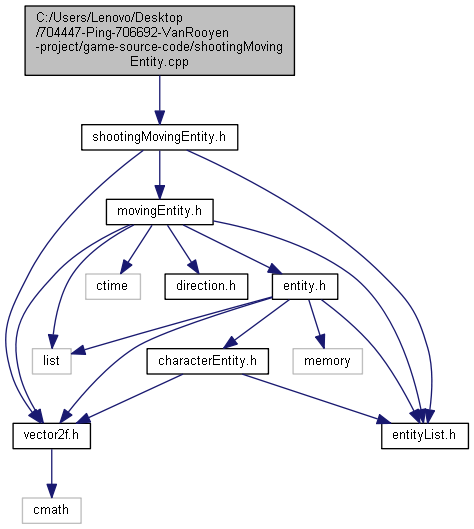 C:/Users/Lenovo/Desktop
/704447-Ping-706692-VanRooyen
-project/game-source-code/shootingMoving
Entity.cpp
shootingMovingEntity.h
movingEntity.h
ctime
direction.h
entity.h
list
characterEntity.h
memory
vector2f.h
entityList.h
cmath